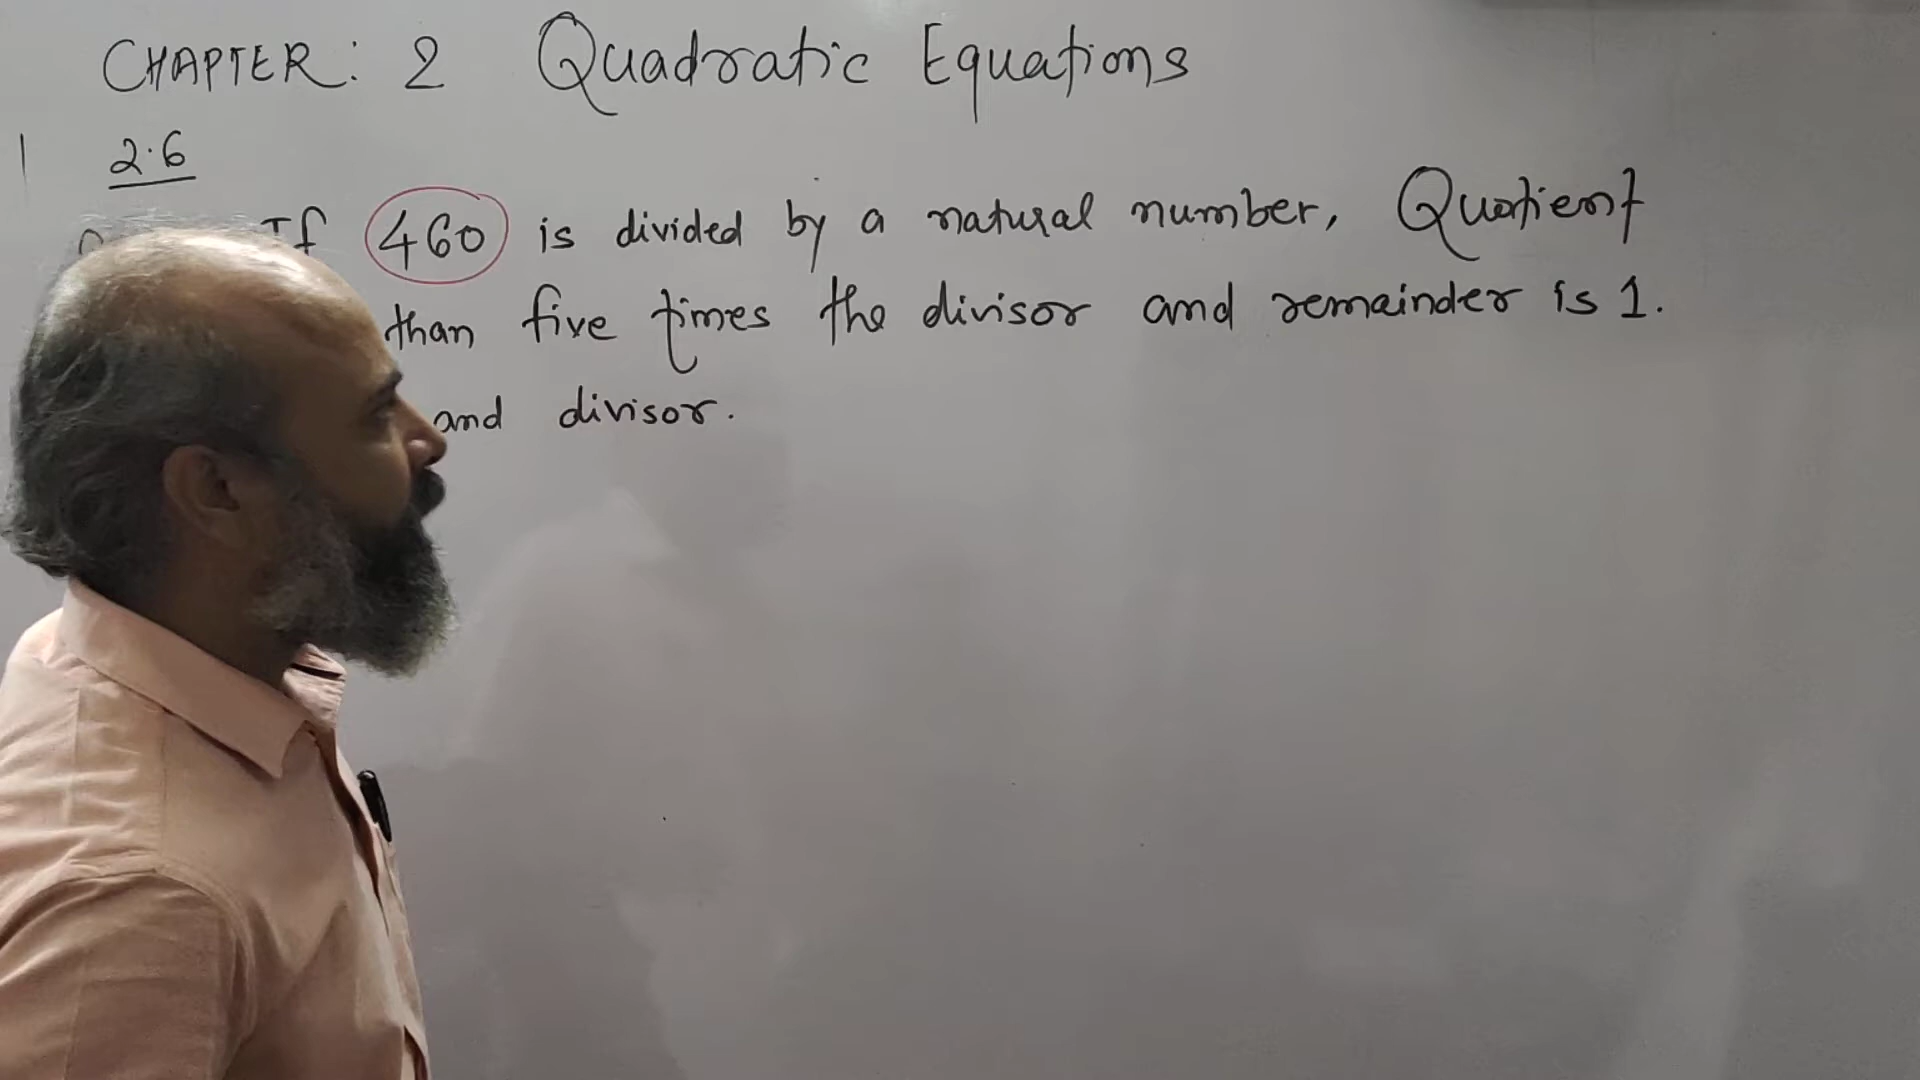 CHAPTER: 2 Quadratic Equations
2.6
If 460 is divided by a natural number, Quotient
than five times the divisor and remainder is 1.
and divisor.